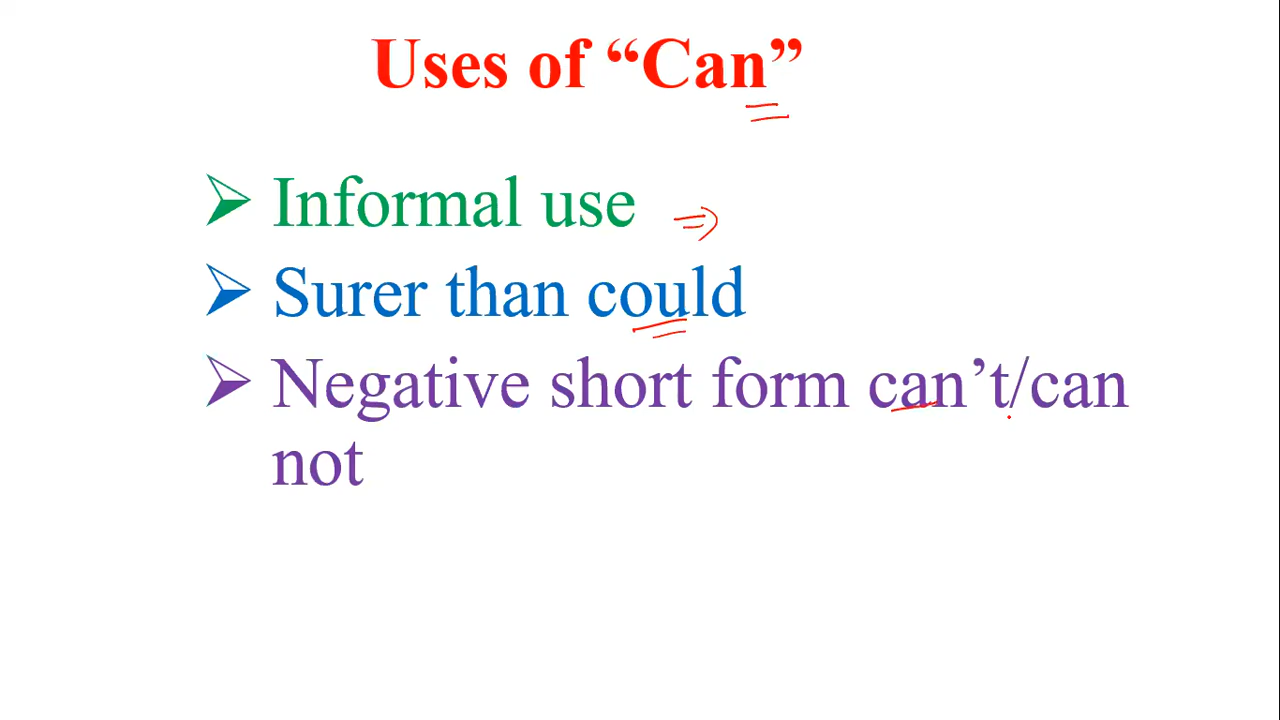 Uses of “Can”
Informal use
Surer than could
Negative short form can’t/can
not